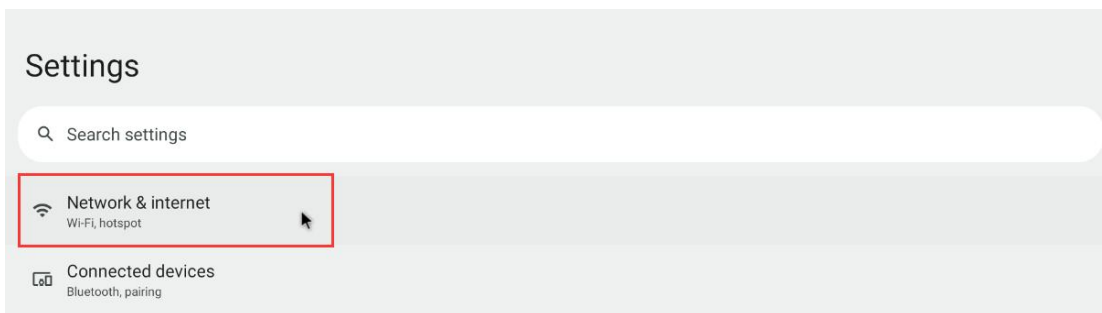 Settings
Search settings
Network & internet
Wi-Fi, hotspot
Connected devices
Bluetooth, pairing